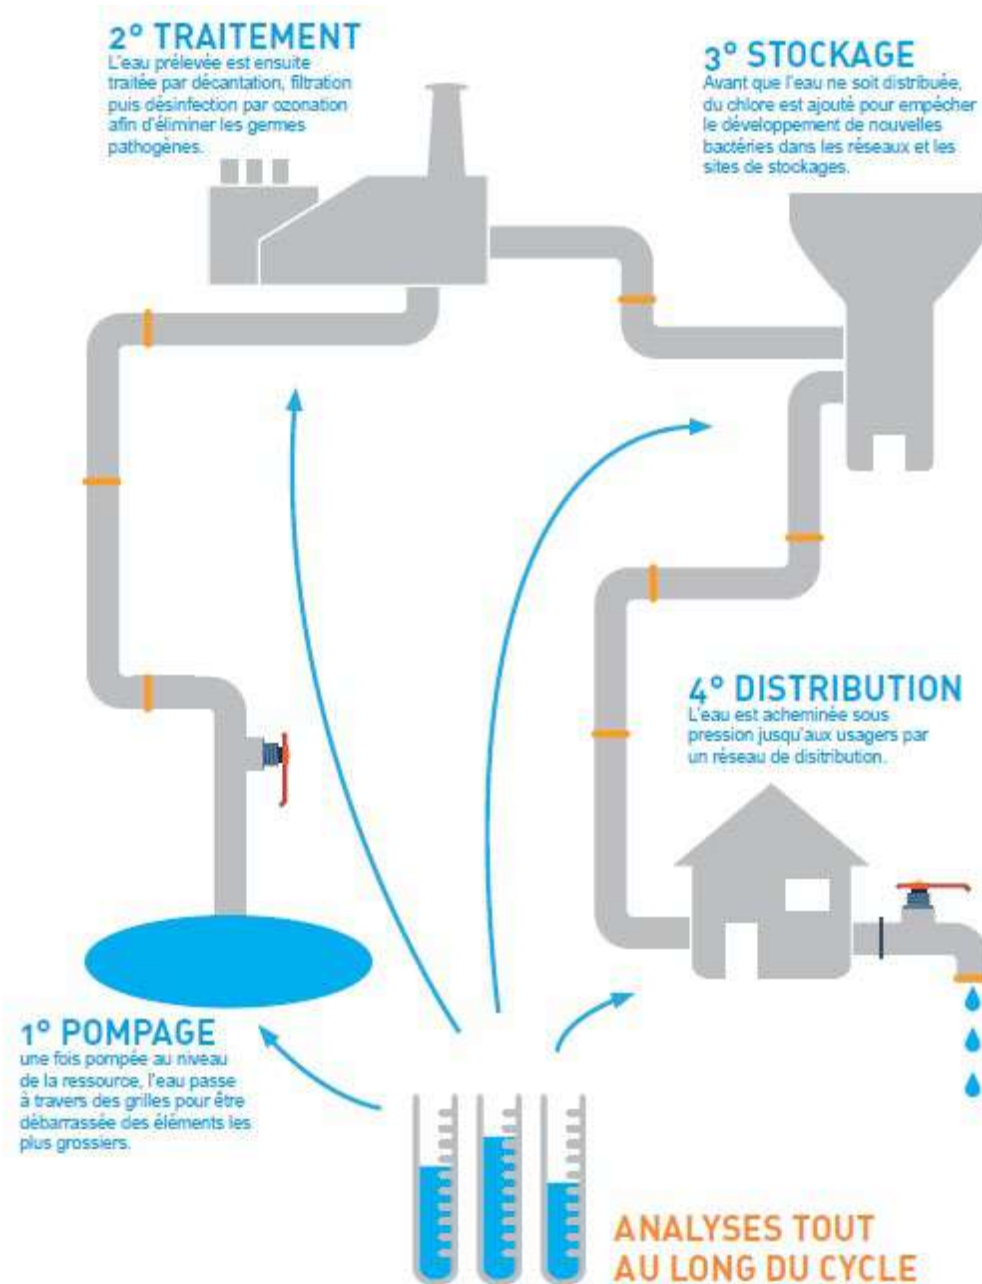 2° TRAITEMENT
L'eau prélevée est ensuite
traitée par décantation, filtration
puis désinfection par ozonation
afin d'éliminer les germes
pathogènes.
3° STOCKAGE
Avant que l'eau ne soit distribuée,
du chlore est ajouté pour empêcher
le développement de nouvelles
bactéries dans les réseaux et les
sites de stockages.
4° DISTRIBUTION
L'eau est acheminée sous
pression jusqu'aux usagers par
un réseau de disitribution.
1° POMPAGE
une fois pompée au niveau
de la ressource, l'eau passe
à travers des grilles pour être
débarrassée des éléments les
plus grossiers.
ANALYSES TOUT
AU LONG DU CYCLE